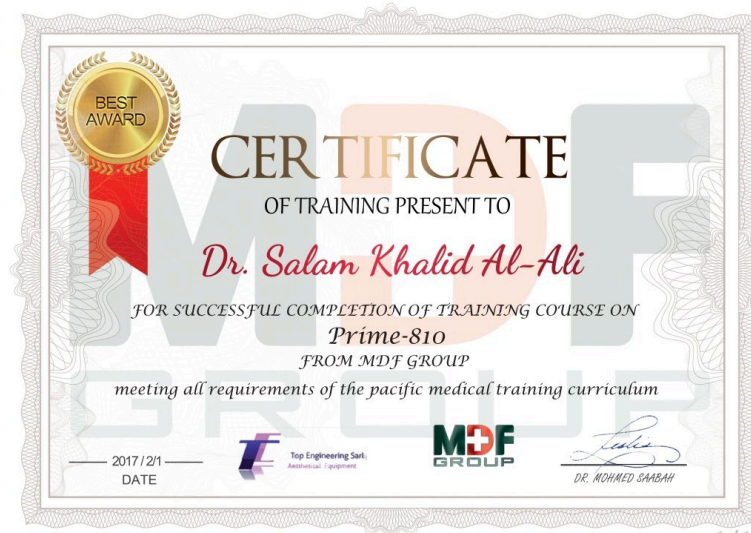 BEST
AWARD
CERTIFICATE
OF TRAINING PRESENT TO
Dr. Salam Khalid Al-Ali
FOR SUCCESSFUL COMPLETION OF TRAINING COURSE ON
Prime-810
FROM MDF GROUP
meeting all requirements of the pacific medical training curriculum
2017/2/1
DATE
Top Engineering Sarl.
Aesthetical Equipment
MDF
GROUP
DR. MOHMED SAABAH
MDF
GROUP